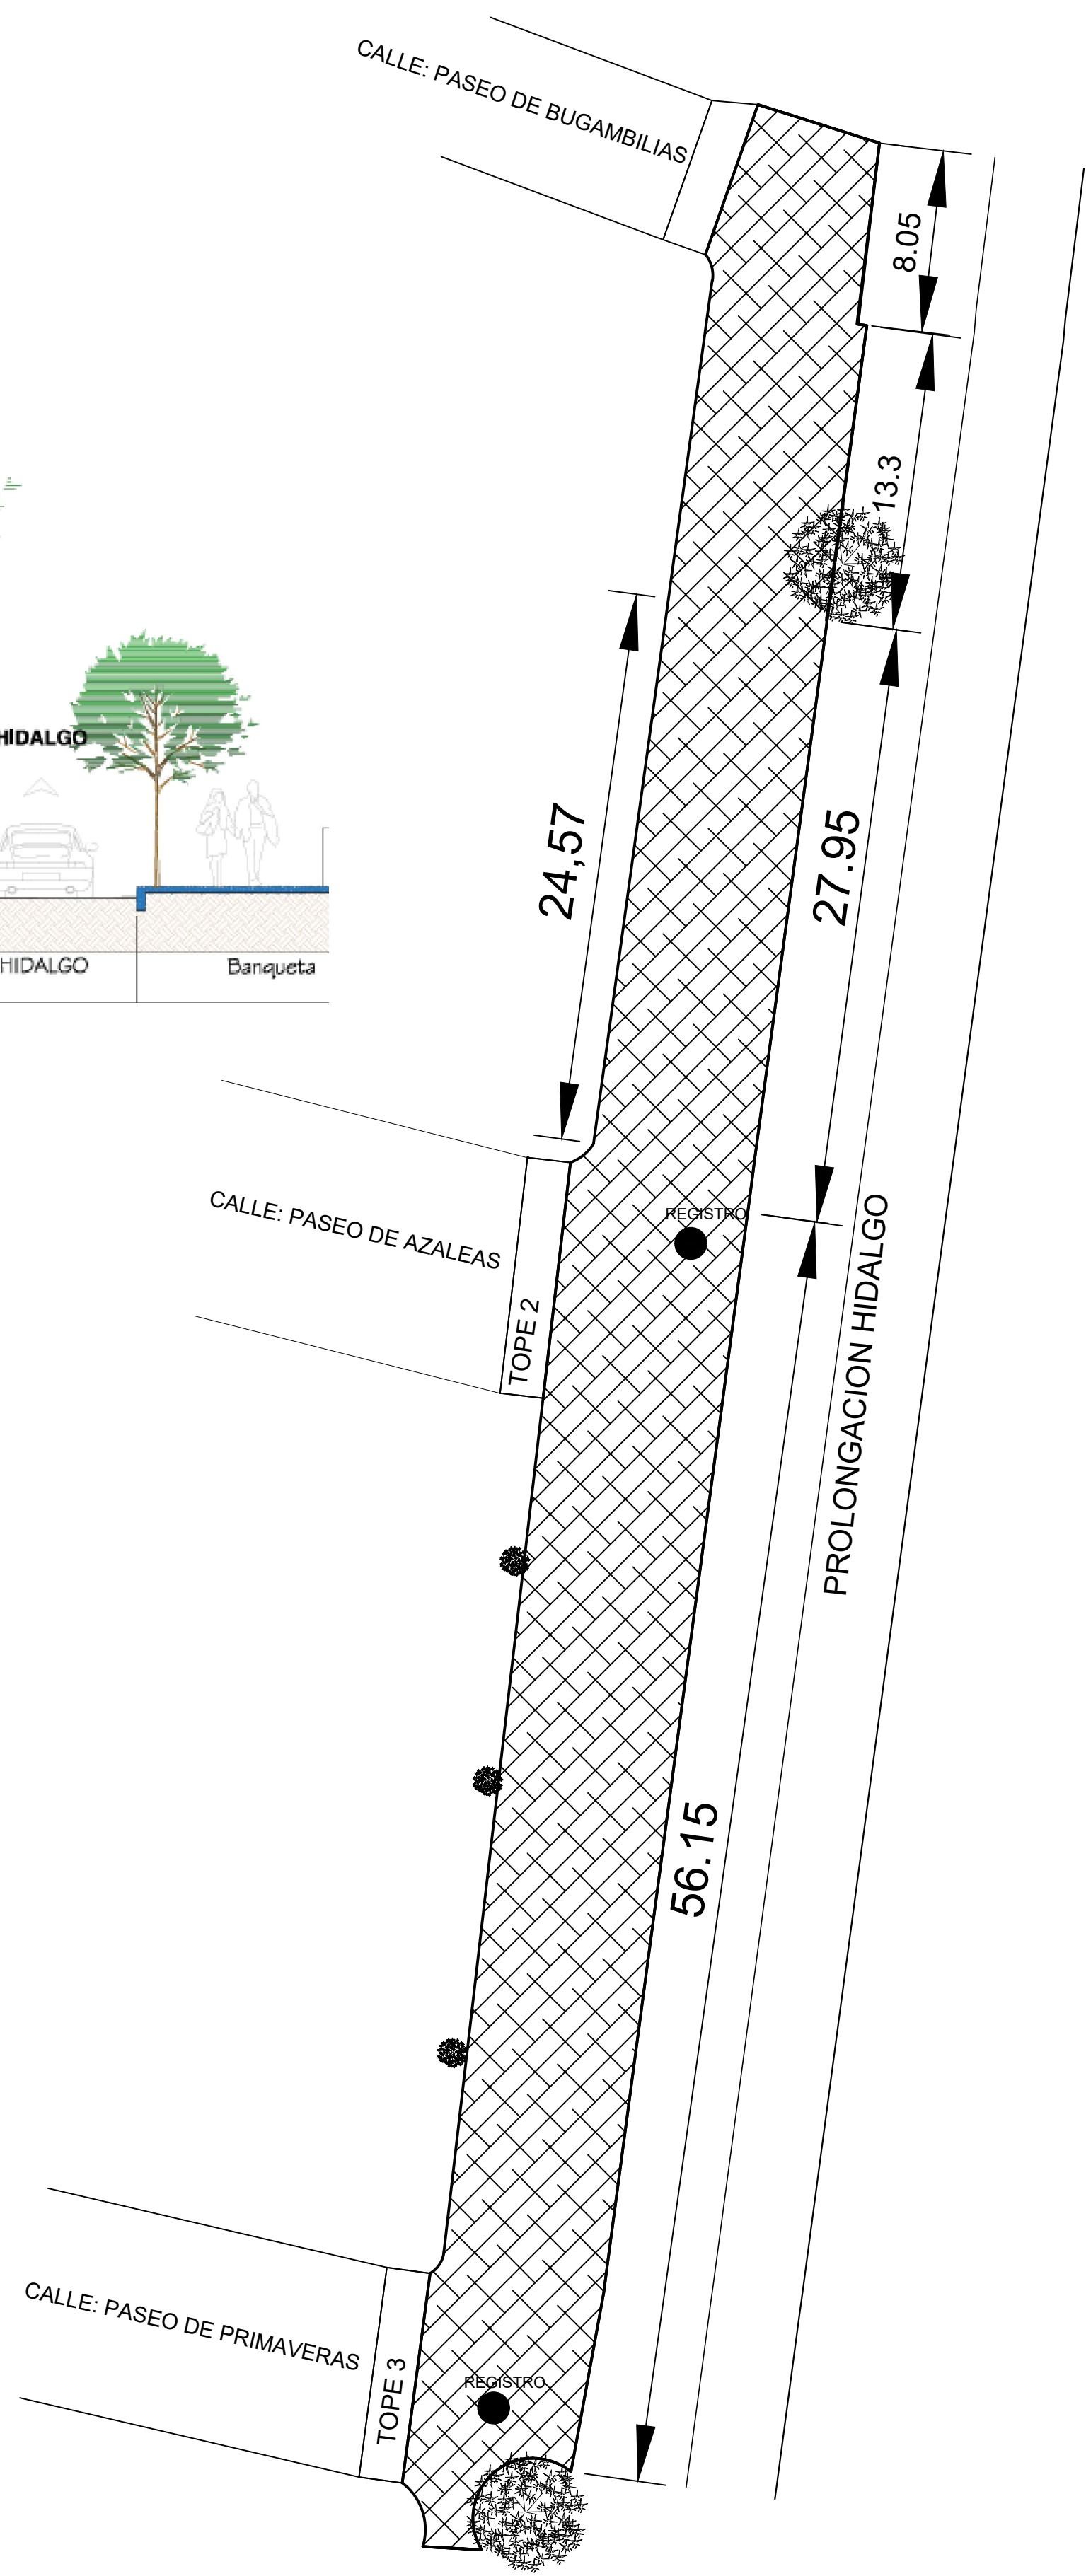 CALLE: PASEO DE BUGAMBILIAS
8.05
13.3
HIDALGO
24,57
27.95
HIDALGO
Banqueta
CALLE: PASEO DE AZALEAS
REGISTRO
TOPE 2
PROLONGACION HIDALGO
56.15
CALLE: PASEO DE PRIMAVERAS
TOPE 3
REGISTRO